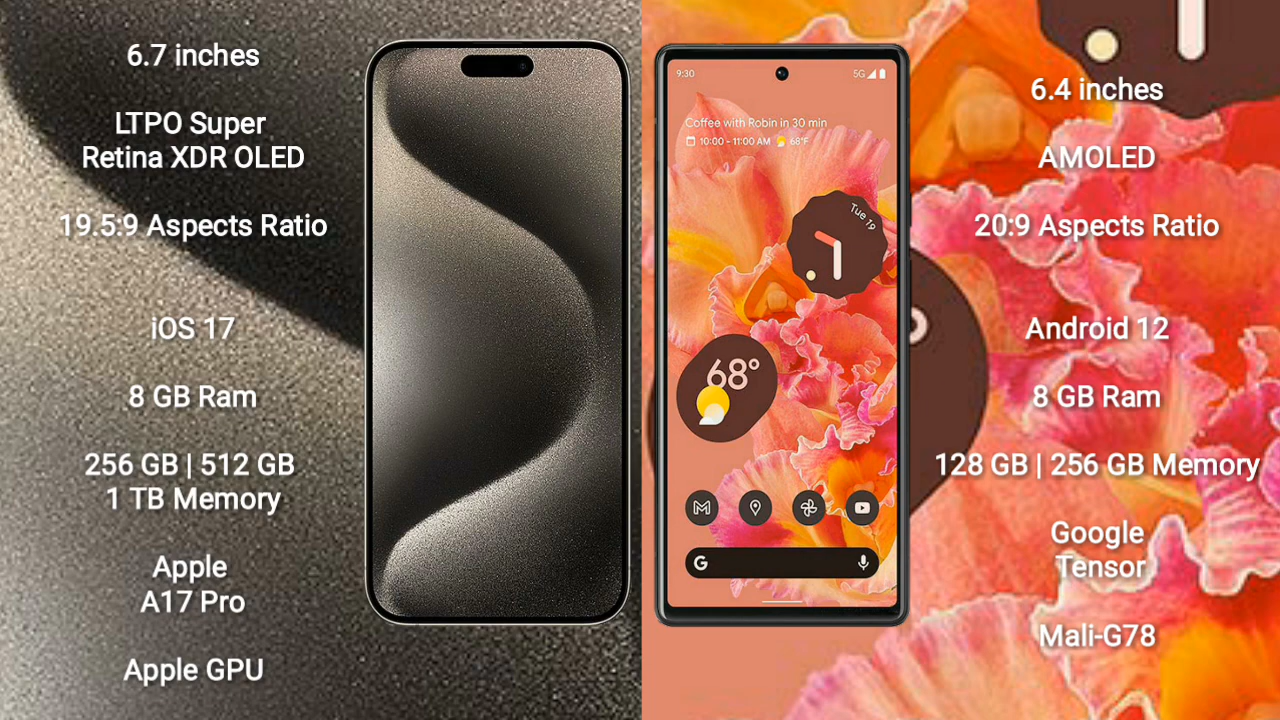 6.7 inches
LTPO Super
Retina XDR OLED
19.5:9 Aspects Ratio
iOS 17
8 GB Ram
256 GB | 512 GB
1 TB Memory
Apple
A17 Pro
Apple GPU
9:30
5G
Coffee with Robin in 30 min
10:00 - 11:00 AM 68°F
Tue 19
68°
G
6.4 inches
AMOLED
20:9 Aspects Ratio
Android 12
8 GB Ram
128 GB | 256 GB Memory
Google
Tensor
Mali-G78